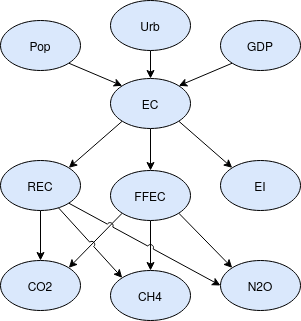 Urb
Pop
GDP
EC
REC
FFEC
EI
CO2
CH4
N2O